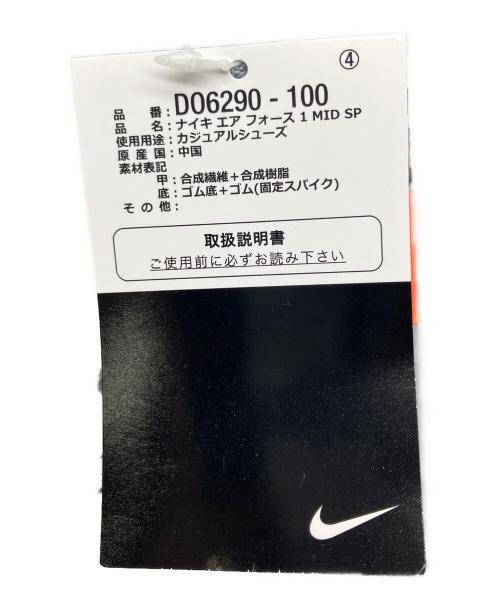 ④
品番：DO6290 - 100
品名：ナイキ エア フォース 1 MID SP
使用用途：カジュアルシューズ
原産国：中国
素材表記
甲：合成繊維＋合成樹脂
底：ゴム底＋ゴム(固定スパイク)
その他：
取扱説明書
ご使用前に必ずお読み下さい